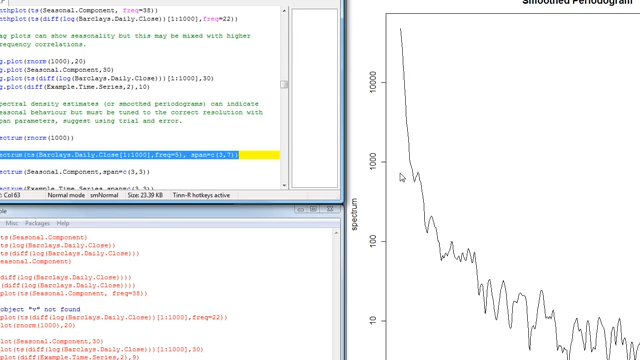 nthplot(ts(Seasonal.Component, freq=38))
nthplot(ts(diff(log(Barclays.Daily.Close))[1:1000],freq=22))
ag plots can show seasonality but this may be mixed with higher
requency correlations.
g.plot(rnorm(1000),20)
g.plot(Seasonal.Component,30)
g.plot(ts(diff(log(Barclays.Daily.Close))[1:1000]),30)
g.plot(diff(Example.Time.Series,2),10)
pectral density estimates (or smoothed periodograms) can indicate
seasonal behaviour but must be tuned to the correct resolution with
pan parameters, suggest using trial and error.
ectrum(rnorm(1000))
ectrum(ts(Barclays.Daily.Close[1:1000],freq=5), span=c(3,7))
ectrum(Seasonal.Component,span=c(3,3))
ectrum(Example.Time.Series,span=c(3,3))
Col 63 Normal mode smNormal Size: 23.39 KB Tinn-R hotkeys active
Misc Packages Help
ts(Seasonal.Component)
ts(log(Barclays.Daily.Close))
ts(Barclays.Daily.Close)
easonal.Component)
diff(log(Barclays.Daily.Close)))
diff(log(Barclays.Daily.Close)))
plot(ts(Seasonal.Component, freq=38))
object "v" not found
plot(ts(diff(log(Barclays.Daily.Close))[1:1000],freq=22))
lot(rnorm(1000),20)
lot(Seasonal.Component,30)
lot(ts(diff(log(Barclays.Daily.Close))[1:1000]),30)
lot(diff(Example.Time.Series,2),9)
Smoothed Periodogram
spectrum
10000
1000
100
10